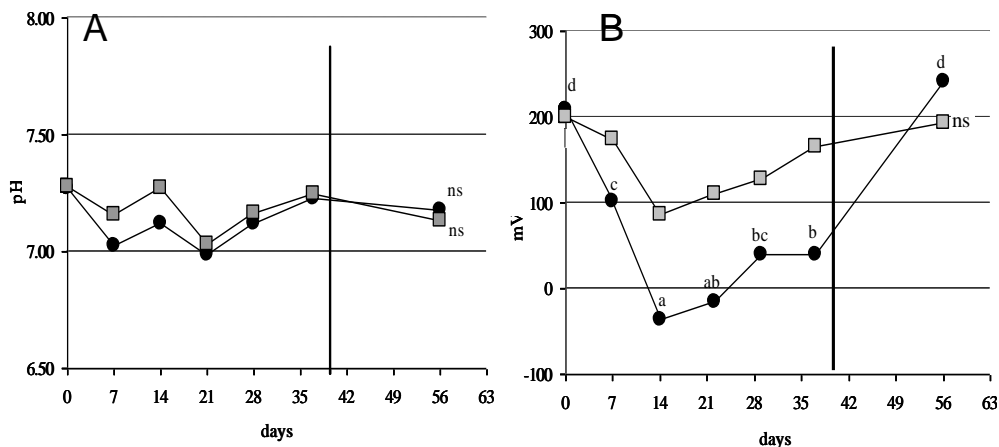 A
8.00
7.50
7.00
6.50
pH
ns
ns
0 7 14 21 28 35 42 49 56 63
days
B
300
200
100
0
-100
mV
d
c
a
ab
bc
b
d
ns
0 7 14 21 28 35 42 49 56 63
days